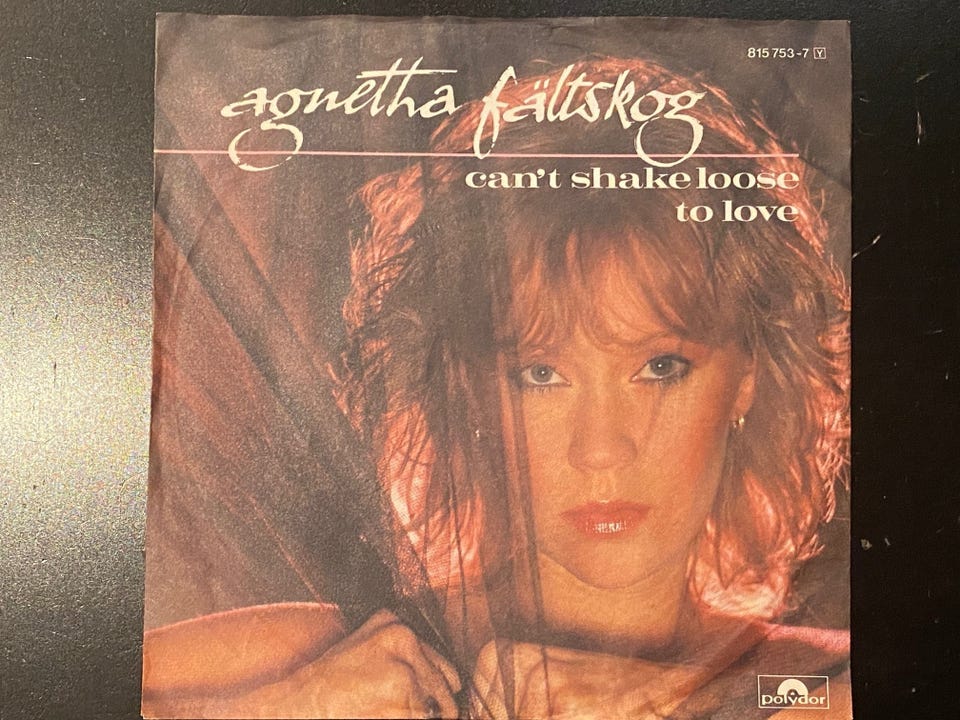 815 753-7 Y
agnetha fältskog
can't shake loose
to love
polydor